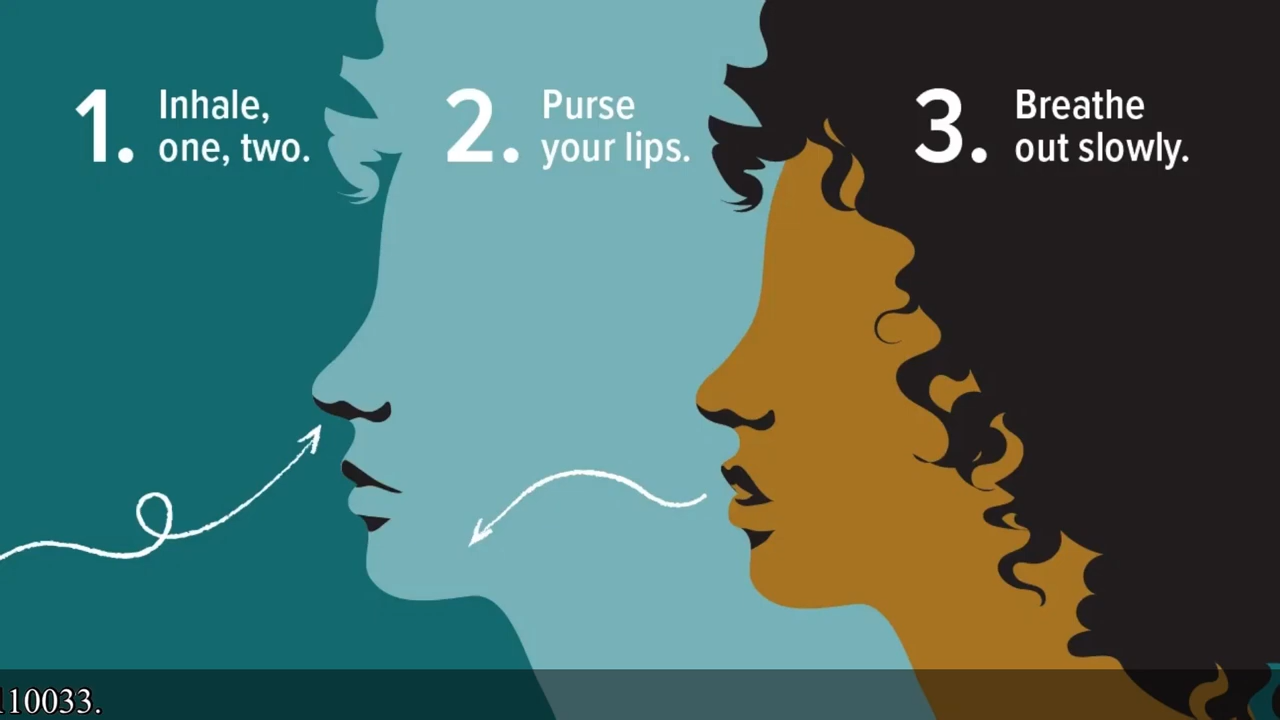 1. Inhale,
one, two.
2. Purse
your lips.
3. Breathe
out slowly.
110033.